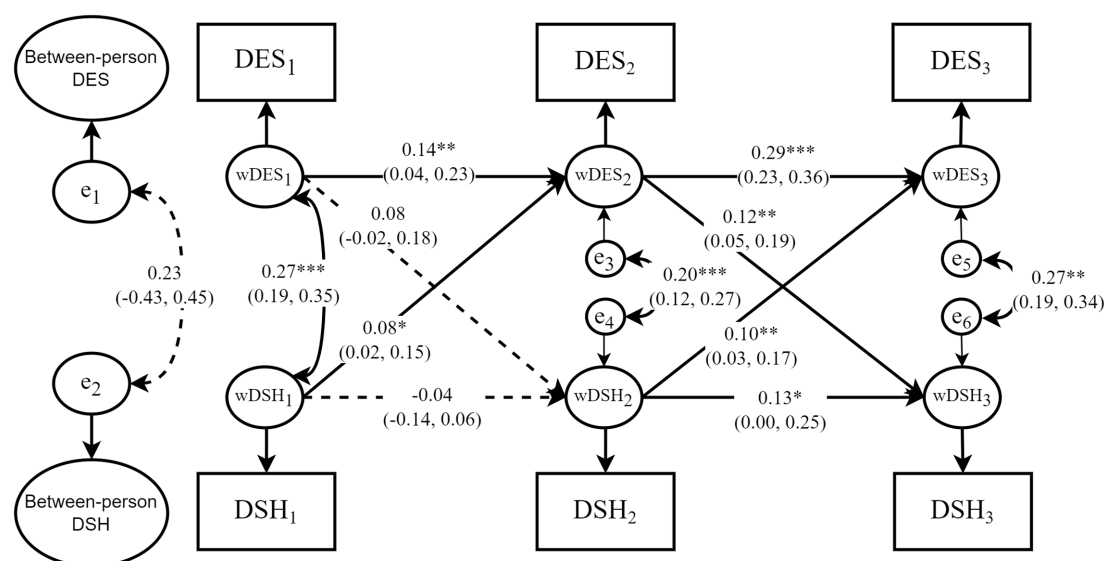 Between-person
DES
DES1
DES2
DES3
e1
wDES1
0.14**
(0.04, 0.23)
wDES2
0.29***
(0.23, 0.36)
wDES3
0.08
(-0.02, 0.18)
0.12**
(0.05, 0.19)
0.23
(-0.43, 0.45)
0.27***
(0.19, 0.35)
e3
0.20***
(0.12, 0.27)
e4
e5
0.27**
(0.19, 0.34)
e6
0.08*
(0.02, 0.15)
0.10**
(0.03, 0.17)
e2
wDSH1
-0.04
(-0.14, 0.06)
wDSH2
0.13*
(0.00, 0.25)
wDSH3
Between-person
DSH
DSH1
DSH2
DSH3